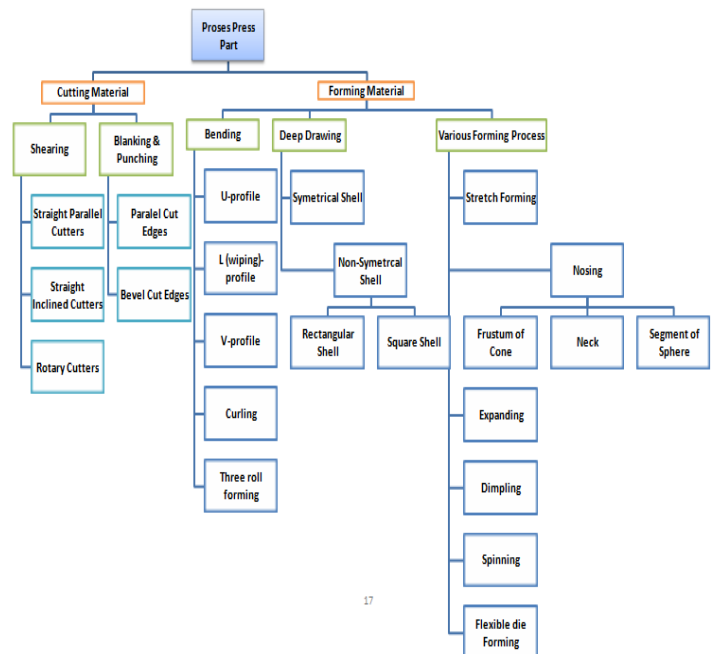 Proses Press
Part
Cutting Material
Forming Material
Shearing
Blanking &
Punching
Bending
Deep Drawing
Various Forming Process
Straight Parallel
Cutters
Paralel Cut
Edges
U-profile
Symetrical Shell
Stretch Forming
Straight
Inclined Cutters
Bevel Cut Edges
L (wiping)-
profile
Non-Symetrcal
Shell
Nosing
Rotary Cutters
V-profile
Rectangular
Shell
Square Shell
Frustum of
Cone
Neck
Segment of
Sphere
Curling
Expanding
Three roll
forming
Dimpling
Spinning
17
Flexible die
Forming